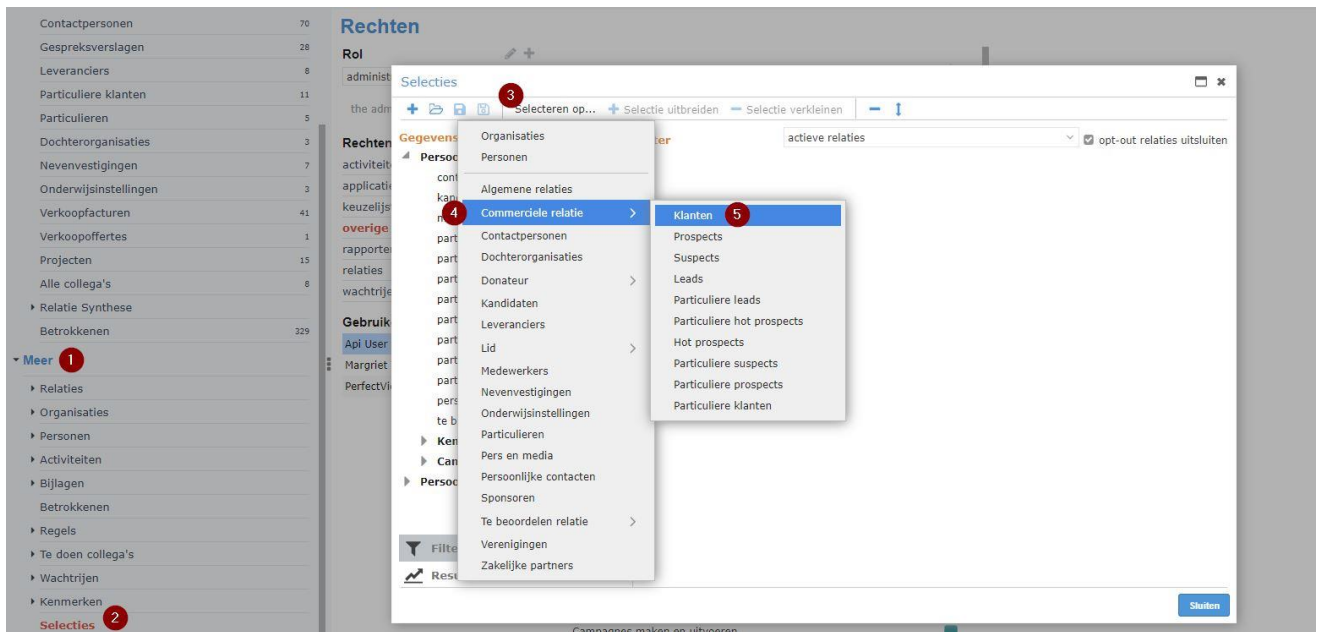 Contactpersonen 70
Gespreksverslagen 28
Leveranciers 8
Particuliere klanten 11
Particulieren 5
Dochterorganisaties 3
Nevenvestigingen 7
Onderwijsinstellingen 3
Verkoopfacturen 41
Verkoopoffertes 1
Projecten 15
Alle collega's 8
Relatie Synthese
Betrokkenen 329
Meer 1
Relaties
Organisaties
Personen
Activiteiten
Bijlagen
Betrokkenen
Regels
Te doen collega's
Wachtrijen
Kenmerken
Selecties 2
Rechten
Rol
administ
the adm
Rechten
activiteit
applicatie
keuzelijs
overige
rapporte
relaties
wachtrije
Gebruik
Api User
Margriet
PerfectVi
Selecties
3
Selecteren op... Selectie uitbreiden Selectie verkleinen
Gegevens
ter
actieve relaties
opt-out relaties uitsluiten
Persoo
cont
kan
part
part
part
part
part
part
part
part
pers
te b
Ken
Can
Persoo
Filte
Resu
Organisaties
Personen
Algemene relaties
4 Commerciele relatie
Contactpersonen
Dochterorganisaties
Donateur
Kandidaten
Leveranciers
Lid
Medewerkers
Nevenvestigingen
Onderwijsinstellingen
Particulieren
Pers en media
Persoonlijke contacten
Sponsoren
Te beoordelen relatie
Verenigingen
Zakelijke partners
Klanten 5
Prospects
Suspects
Leads
Particuliere leads
Particuliere hot prospects
Hot prospects
Particuliere suspects
Particuliere prospects
Particuliere klanten
Sluiten
Campagnes maken en uitvoeren